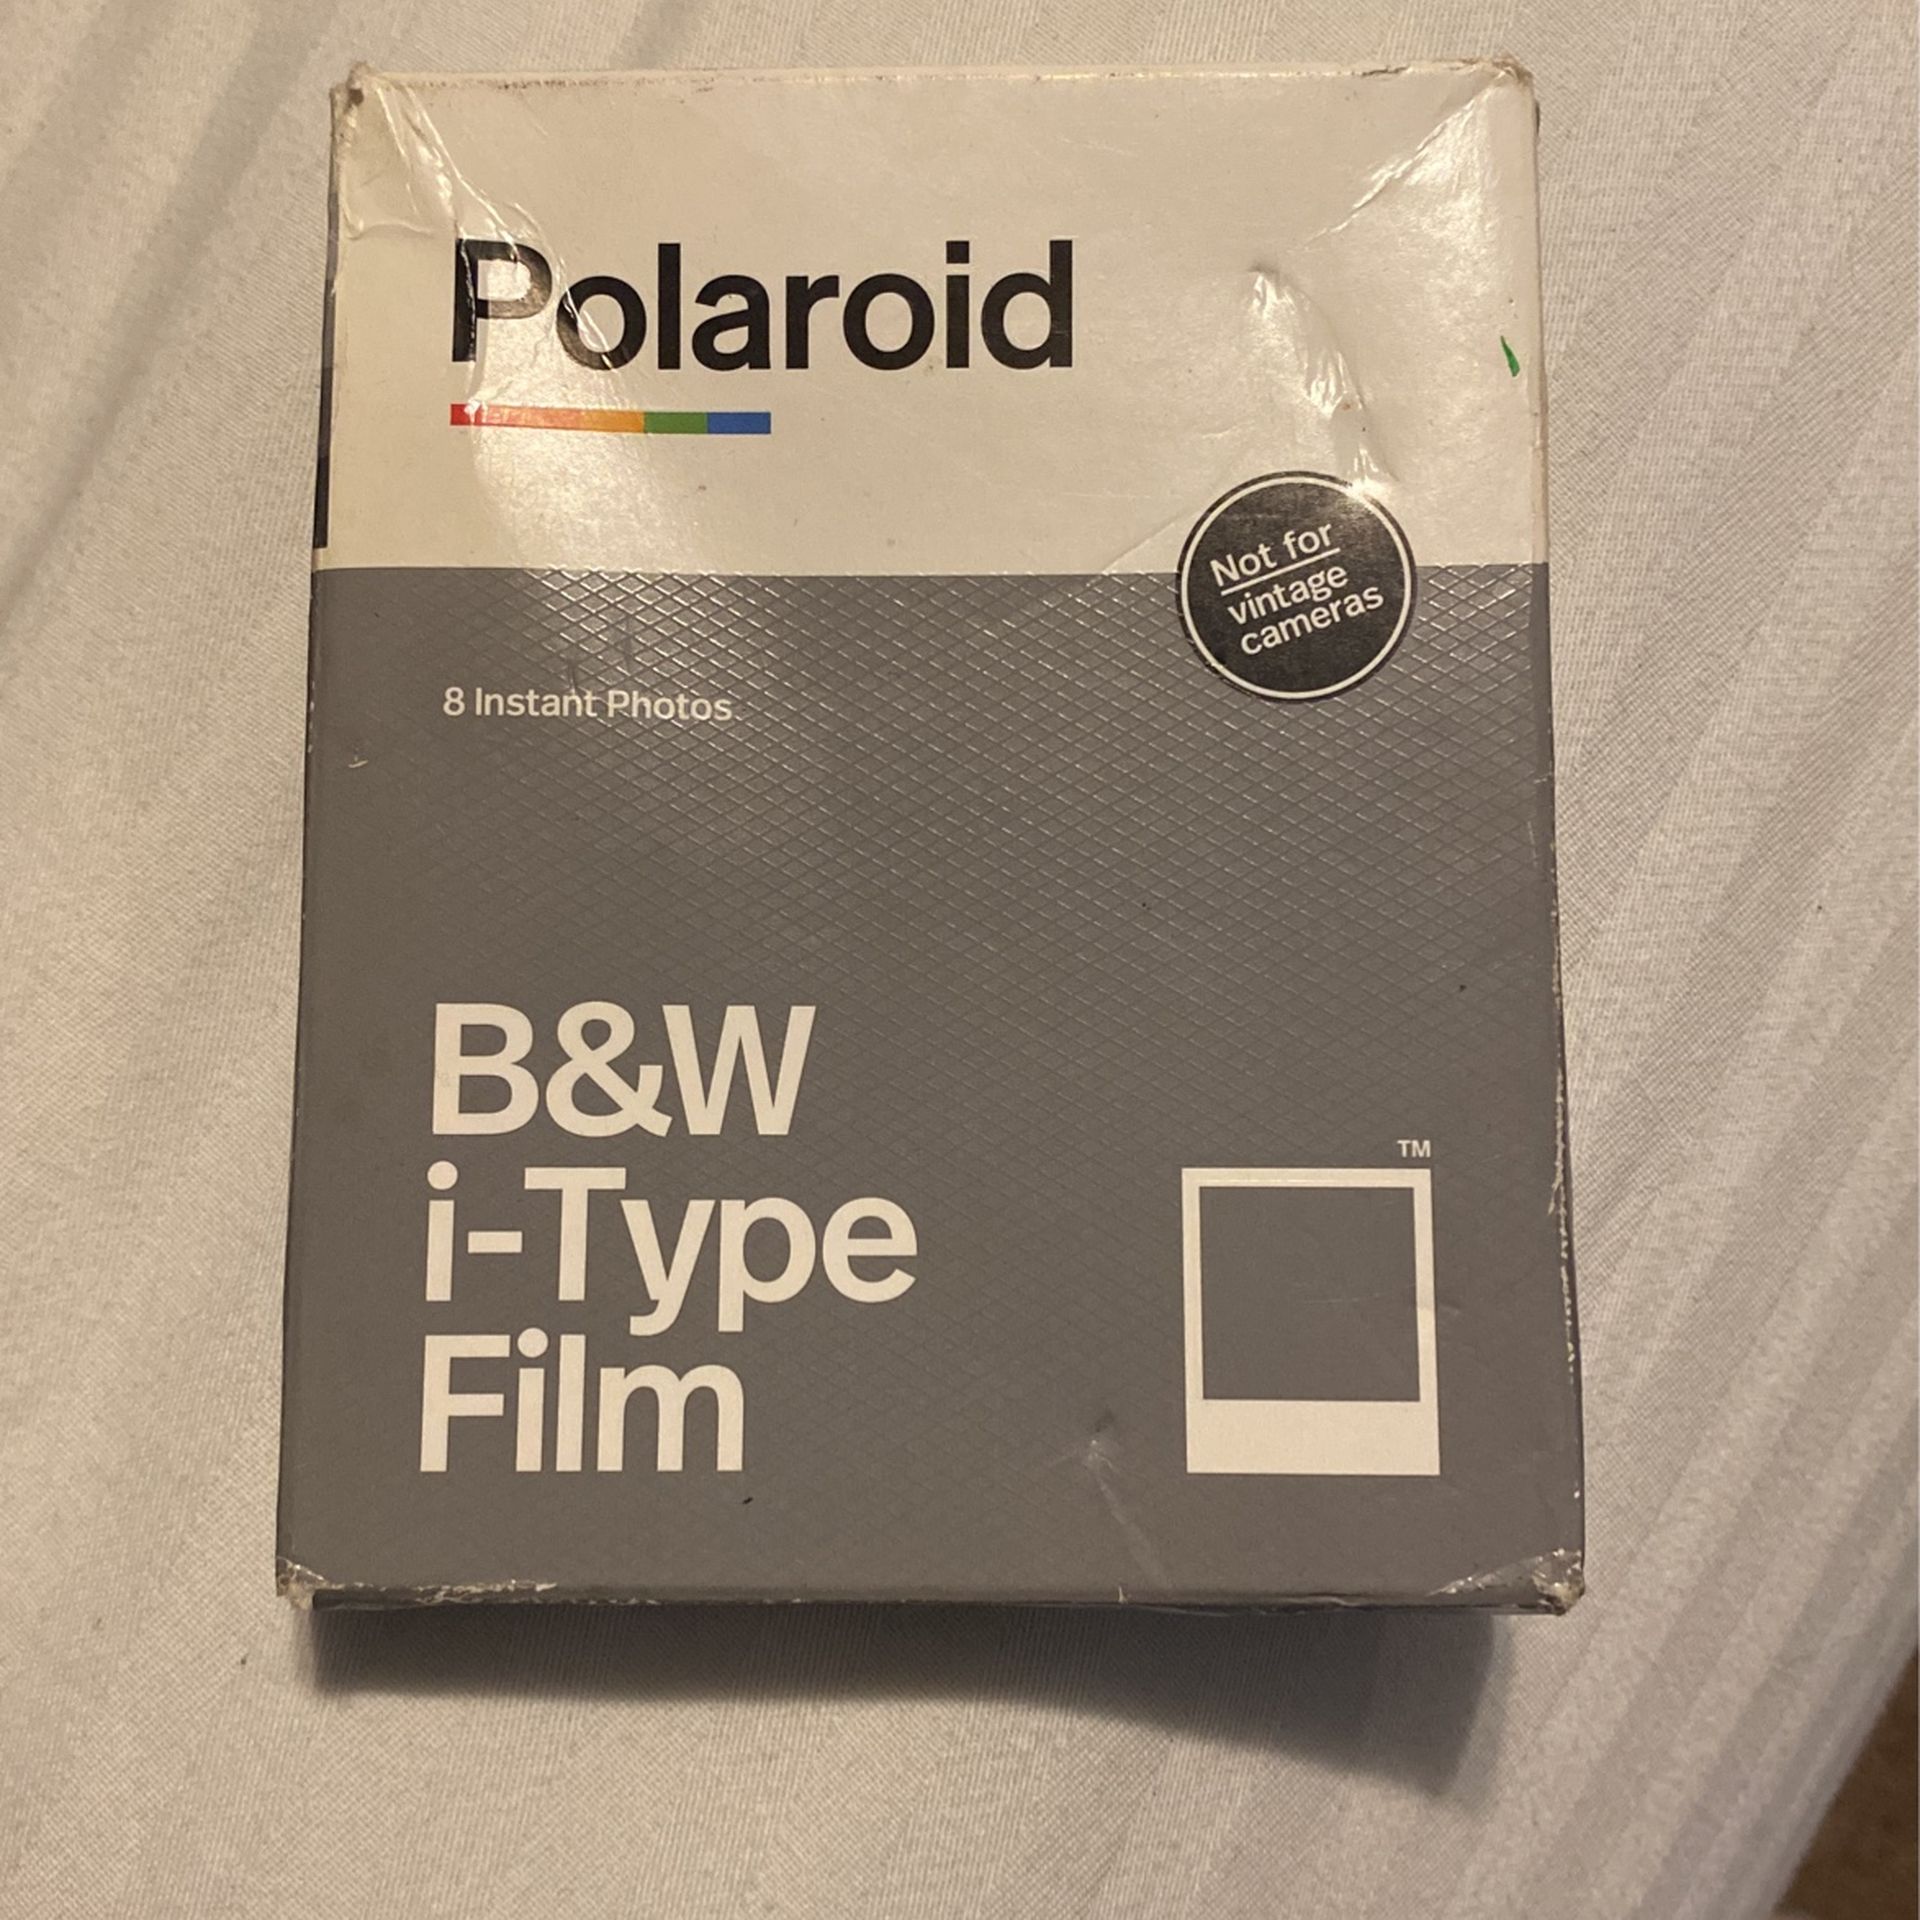 Polaroid
Not for
vintage
cameras
8 Instant Photos
B&W
i-Type
Film
TM